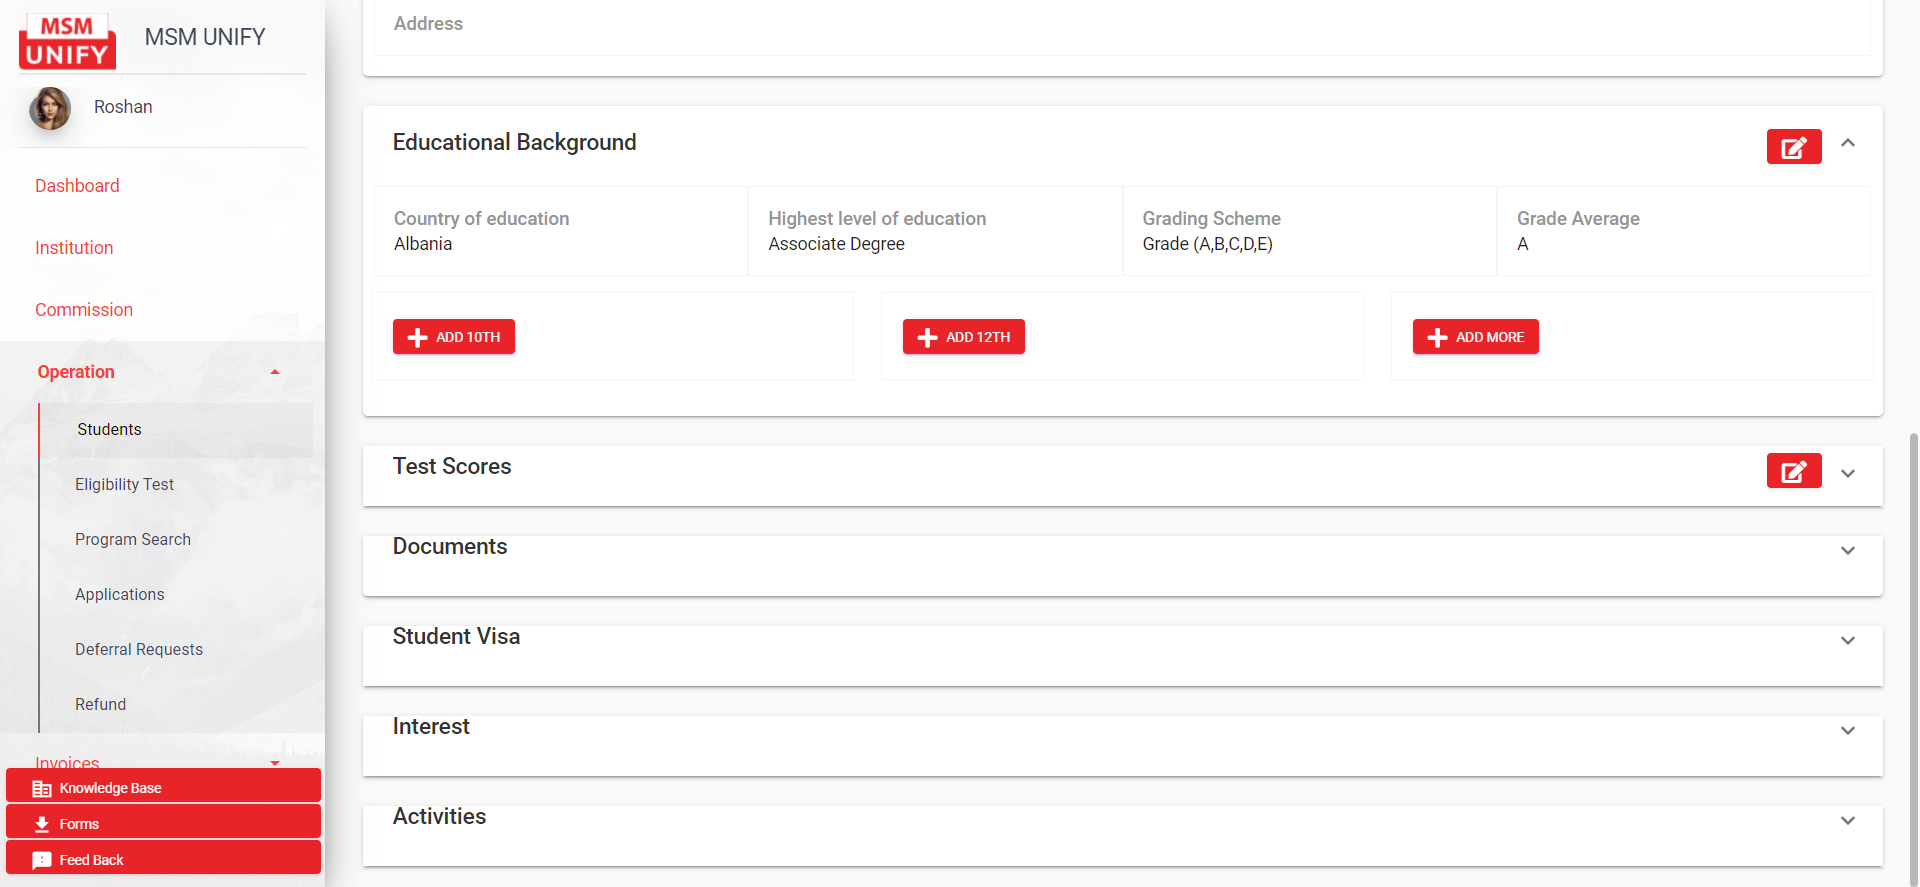 MSM
UNIFY
MSM UNIFY
Roshan
Dashboard
Institution
Commission
Operation
Students
Eligibility Test
Program Search
Applications
Deferral Requests
Refund
Invoices
Knowledge Base
Forms
Feed Back
Address
Educational Background
Country of education
Albania
Highest level of education
Associate Degree
Grading Scheme
Grade (A,B,C,D,E)
Grade Average
A
ADD 10TH
ADD 12TH
ADD MORE
Test Scores
Documents
Student Visa
Interest
Activities